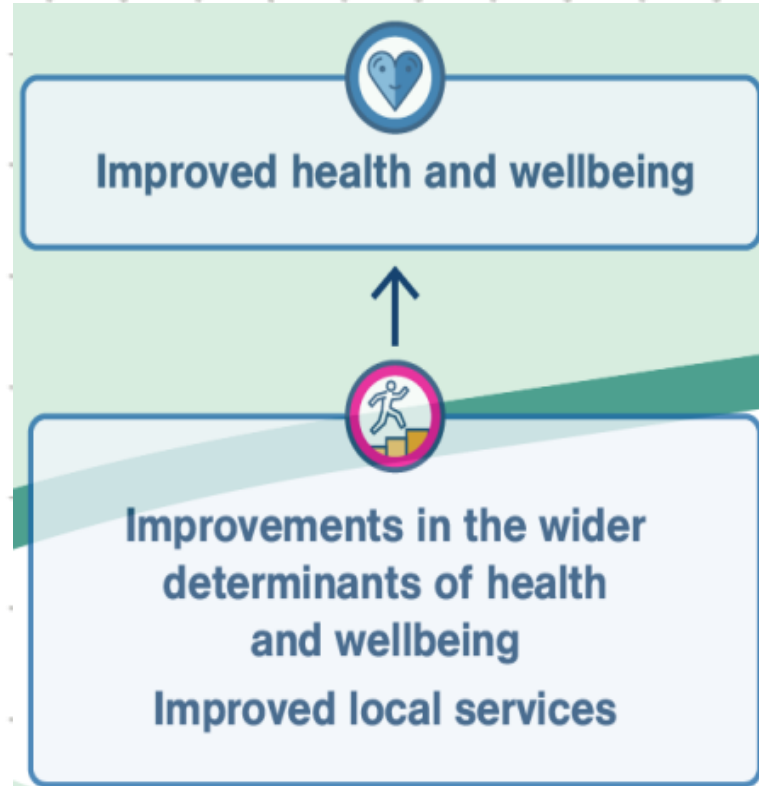 Improved health and wellbeing
Improvements in the wider
determinants of health
and wellbeing
Improved local services